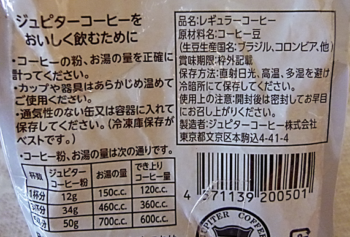 ジュピターコーヒーを
おいしく飲むために
・コーヒーの粉、お湯の量を正確に
計ってください。
・カップや器具はあらかじめ温めて
ご使用ください。
・通気性のない缶又は容器に入れて
保存してください。(冷凍庫保存が
ベストです。)
・コーヒー粉、お湯の量は次の通りです。
ジュピター コーヒー粉 お湯の量 でき上り コーヒー量
1杯分 12g 150c.c. 120c.c.
34g 460c.c. 360c.c.
50g 700c.c. 600c.c.
品名:レギュラーコーヒー
原材料名:コーヒー豆
(生豆生産国名:ブラジル,コロンビア,他)
賞味期限:枠外記載
保存方法:直射日光、高温、多湿を避け
冷暗所にて保存してください。
使用上の注意:開封後は密封してお早目
にお召し上がりください。
製造者:ジュピターコーヒー株式会社
東京都文京区本駒込4-41-4
4 571139 200501
PITER COFFEE